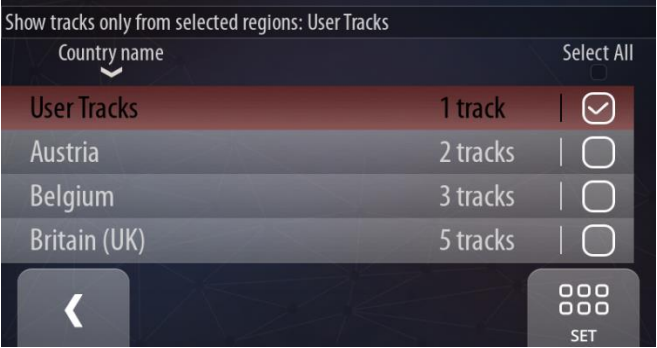 Show tracks only from selected regions: User Tracks
Country name Select All
User Tracks 1 track
Austria 2 tracks
Belgium 3 tracks
Britain (UK) 5 tracks
SET